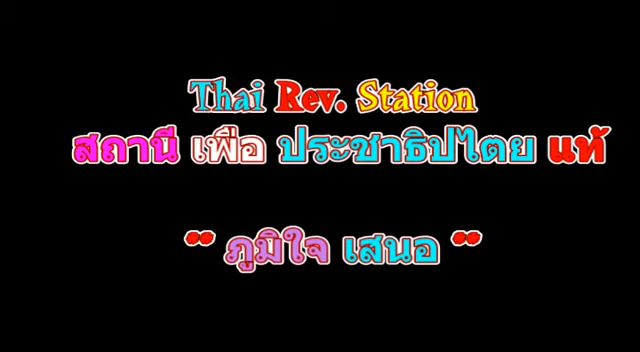 Thai Rev. Station
สถานี เพื่อ ประชาธิปไตย แท้
" ภูมิใจ เสนอ "